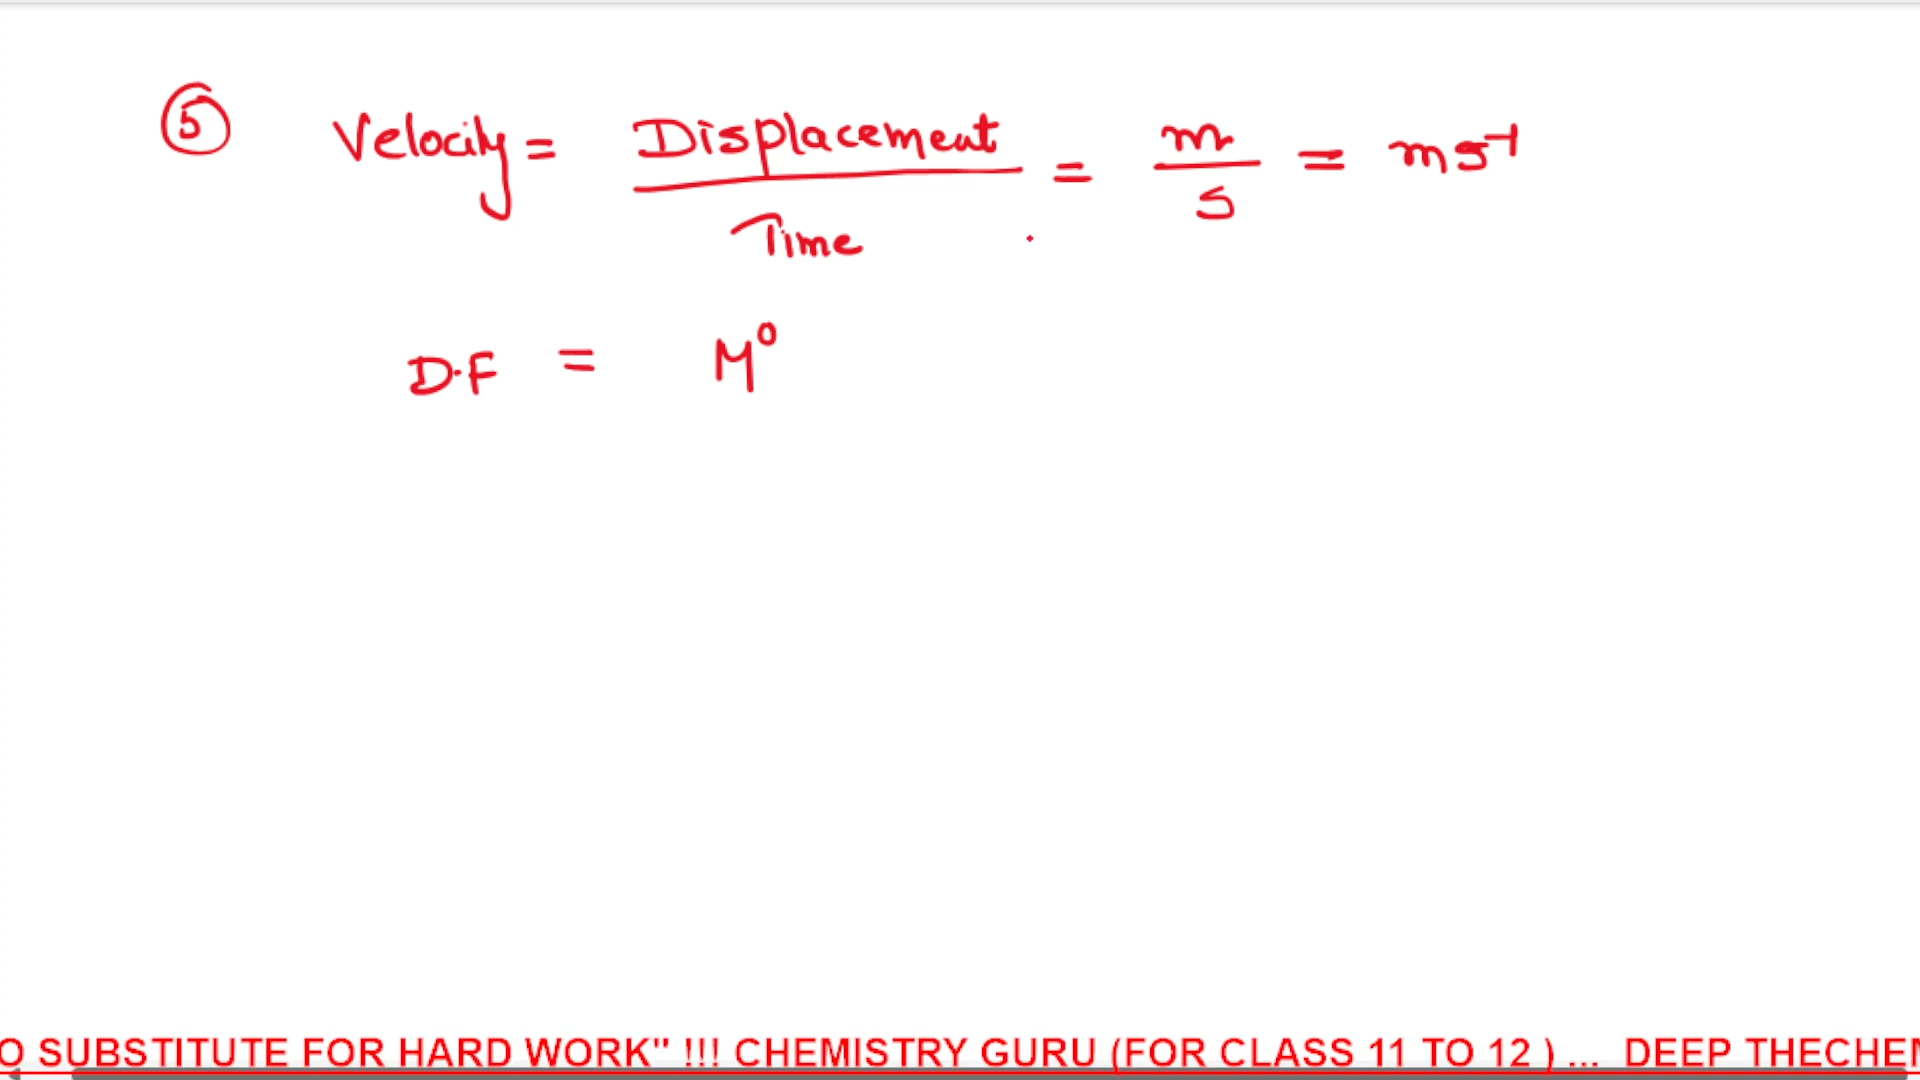 ⑤ Velocity = Displacement / Time = m / s = ms⁻¹
D.F = M⁰
O SUBSTITUTE FOR HARD WORK" !!! CHEMISTRY GURU (FOR CLASS 11 TO 12 ) ... DEEP THECHEM